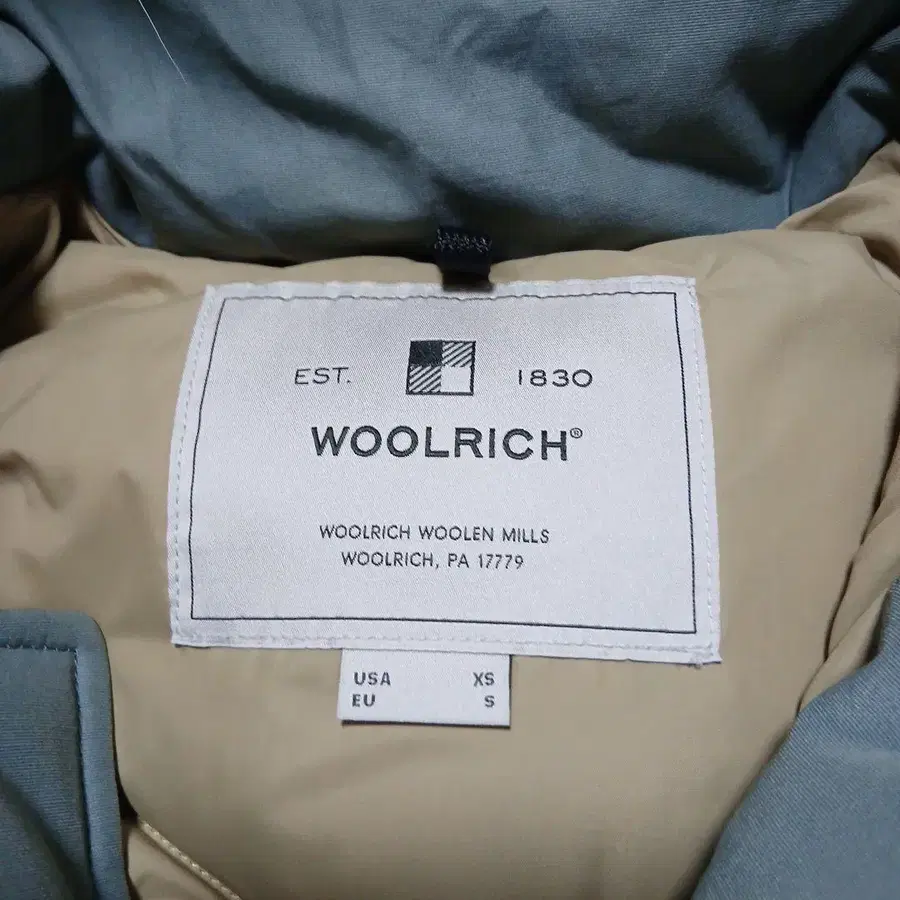 EST. 1830
WOOLRICH®
WOOLRICH WOOLEN MILLS
WOOLRICH, PA 17779
USA XS
EU S